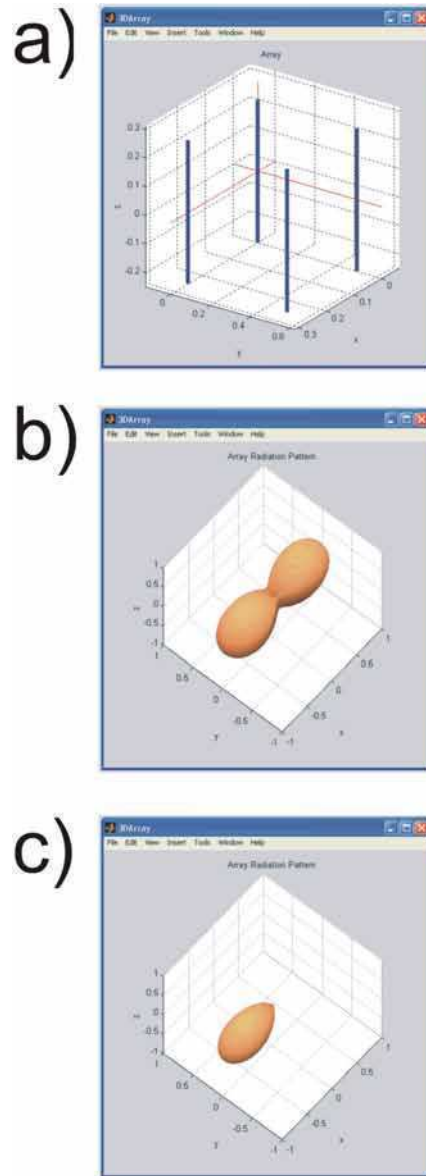 a)
3DArray
File Edit View Insert Tools Window Help
Array
0.3
0.2
0.1
0
-0.1
-0.2
z
0
0.2
0.4
0.6
Y
0.3
0.2
0.1
0
x
b)
3DArray
File Edit View Insert Tools Window Help
Array Radiation Pattern
1
0.5
0
-0.5
-1
z
1
0.5
0
-0.5
-1
Y
-1
-0.5
0
0.5
1
x
c)
3DArray
File Edit View Insert Tools Window Help
Array Radiation Pattern
1
0.5
0
-0.5
-1
z
1
0.5
0
-0.5
-1
Y
-1
-0.5
0
0.5
1
x